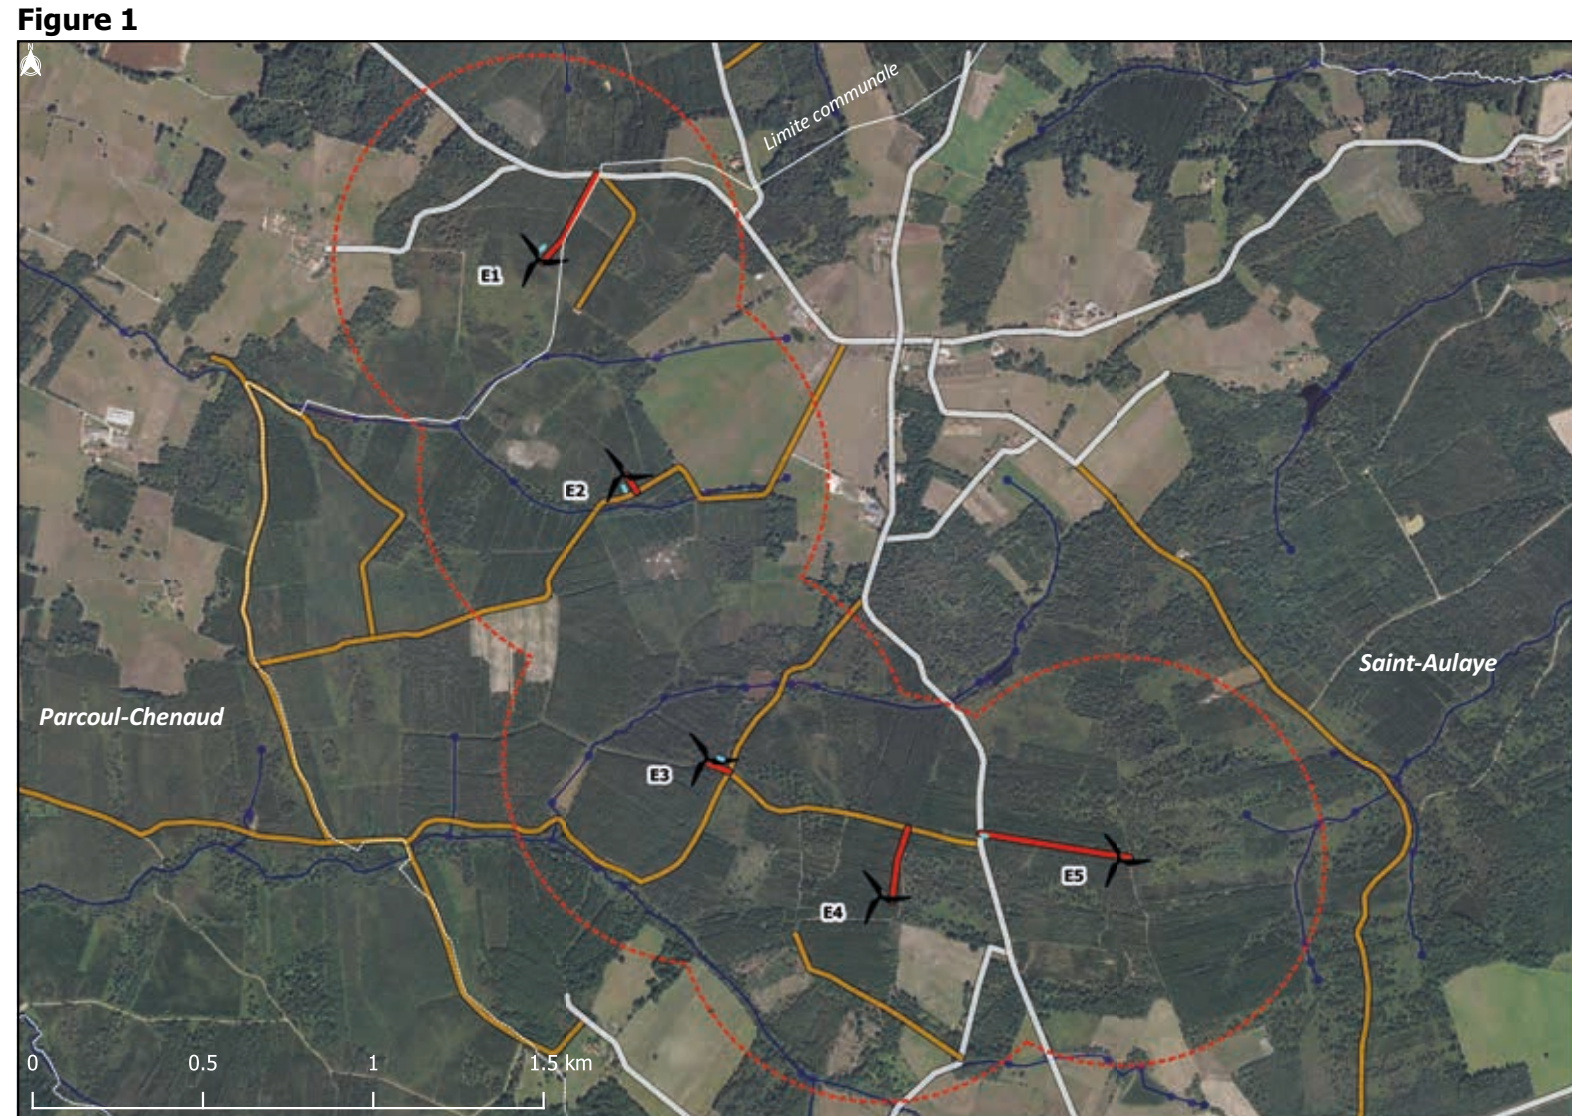 Figure 1
N
Limite communale
E1
E2
Saint-Aulaye
Parcoul-Chenaud
E3
E5
E4
0 0.5 1 1.5 km